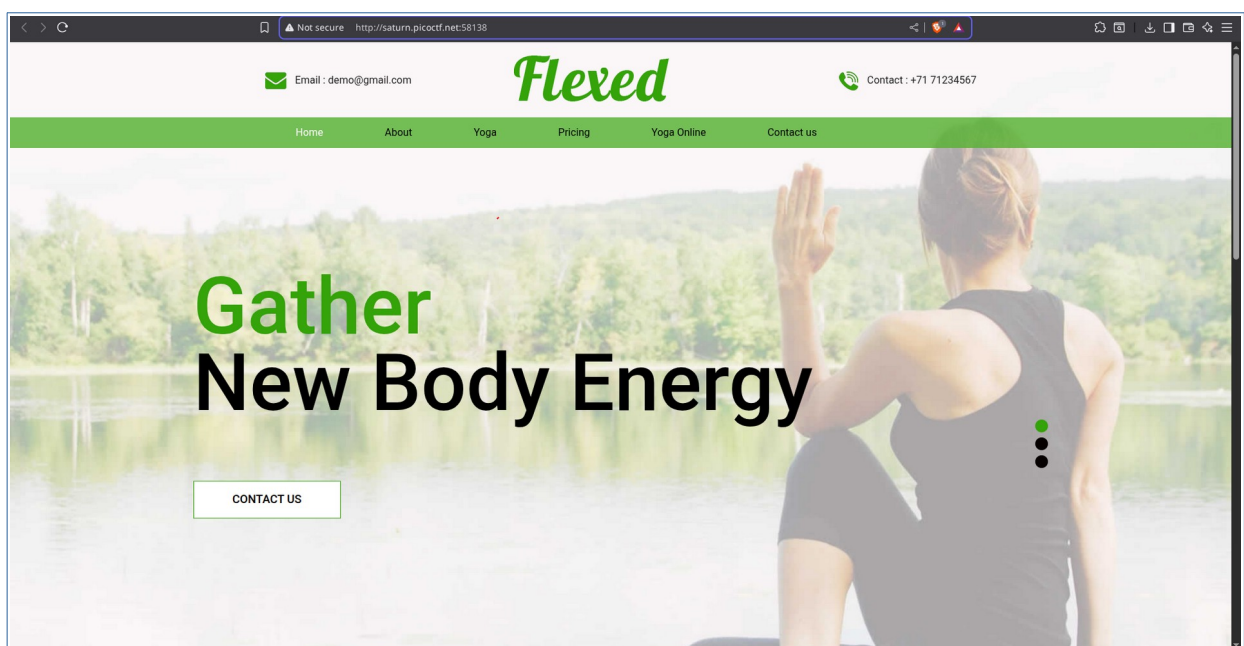 Not secure http://saturn.picoctf.net:58138
Email : demo@gmail.com
Flexed
Contact : +71 71234567
Home About Yoga Pricing Yoga Online Contact us
Gather
New Body Energy
CONTACT US